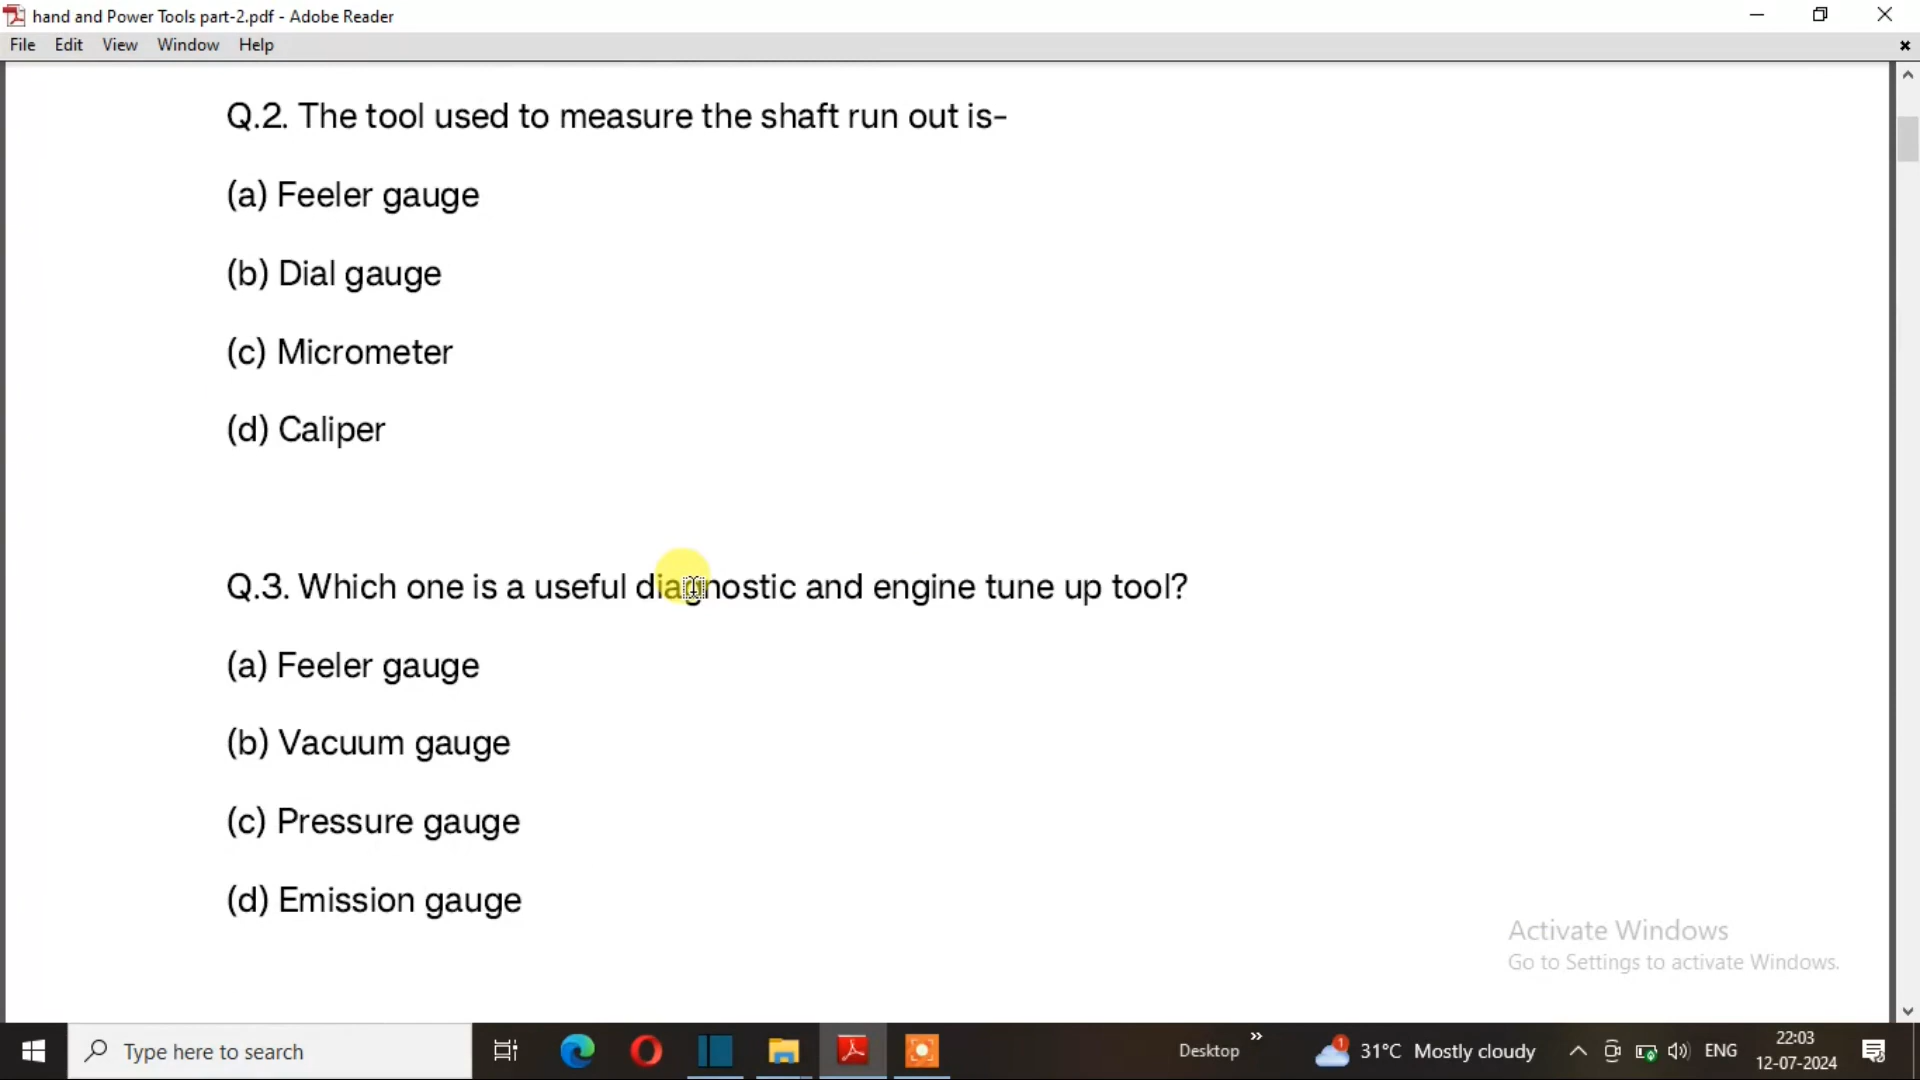 hand and Power Tools part-2.pdf - Adobe Reader
File Edit View Window Help
Q.2. The tool used to measure the shaft run out is-
(a) Feeler gauge
(b) Dial gauge
(c) Micrometer
(d) Caliper
Q.3. Which one is a useful diagnostic and engine tune up tool?
(a) Feeler gauge
(b) Vacuum gauge
(c) Pressure gauge
(d) Emission gauge
Activate Windows
Go to Settings to activate Windows.
Type here to search
Desktop
1
31°C Mostly cloudy
ENG
22:03
12-07-2024